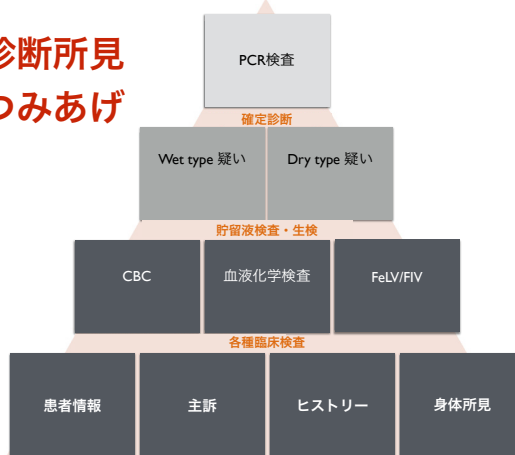 診断所見
つみあげ
PCR検査
確定診断
Wet type 疑い
Dry type 疑い
貯留液検査・生検
CBC
血液化学検査
FeLV/FIV
各種臨床検査
患者情報
主訴
ヒストリー
身体所見